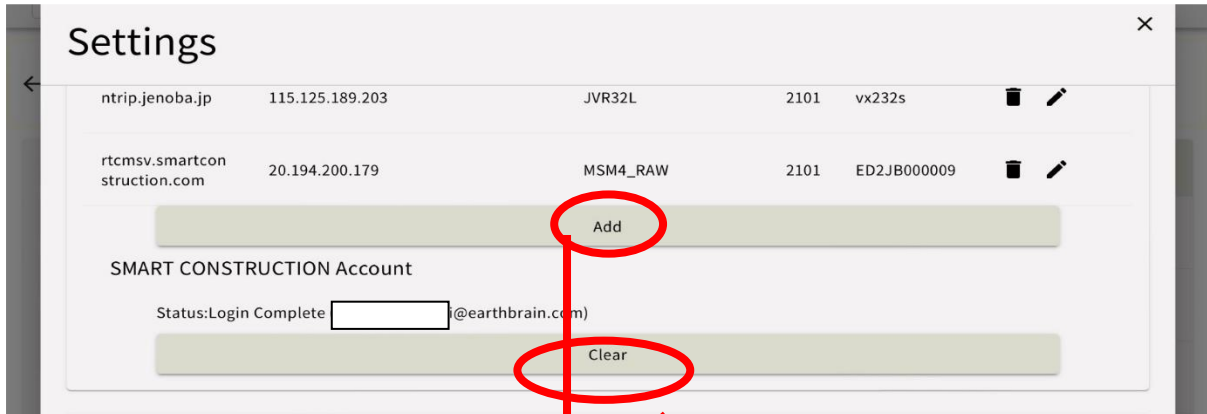 Settings
ntrip.jenoba.jp 115.125.189.203 JVR32L 2101 vx232s
rtcmsv.smartcon
struction.com 20.194.200.179 MSM4_RAW 2101 ED2JB000009
Add
SMART CONSTRUCTION Account
Status:Login Complete i@earthbrain.com)
Clear